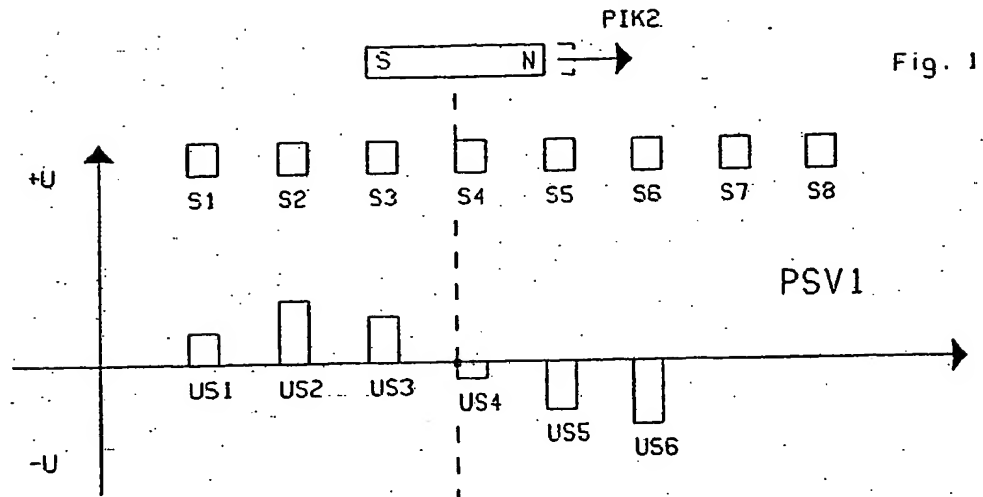 PIK2
S N
Fig. 1
+U
S1 S2 S3 S4 S5 S6 S7 S8
PSV1
US1 US2 US3 US4 US5 US6
-U